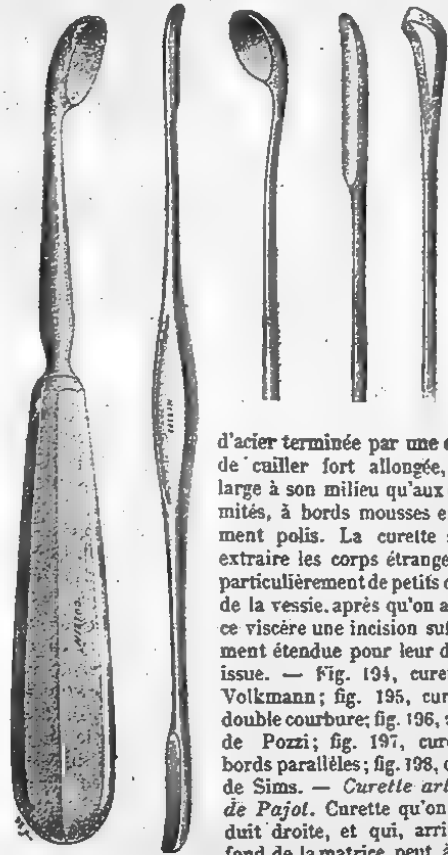 d'acier terminée par une
de cuiller fort allongée,
large à son milieu qu'aux
mités, à bords mousses e
ment polis. La curette s
extraire les corps étrange
particulièrement de petits c
de la vessie. après qu'on a
ce viscère une incision suf
ment étendue pour leur d
issue. — Fig. 194, curet
Volkmann; fig. 195, cur
double courbure; fig. 196,
de Pozzi; fig. 197, cure
bords parallèles; fig. 198, c
de Sims. — Curette art
de Pajot. Curette qu'on
duit droite, et qui, arri
fond de la matrice, peut